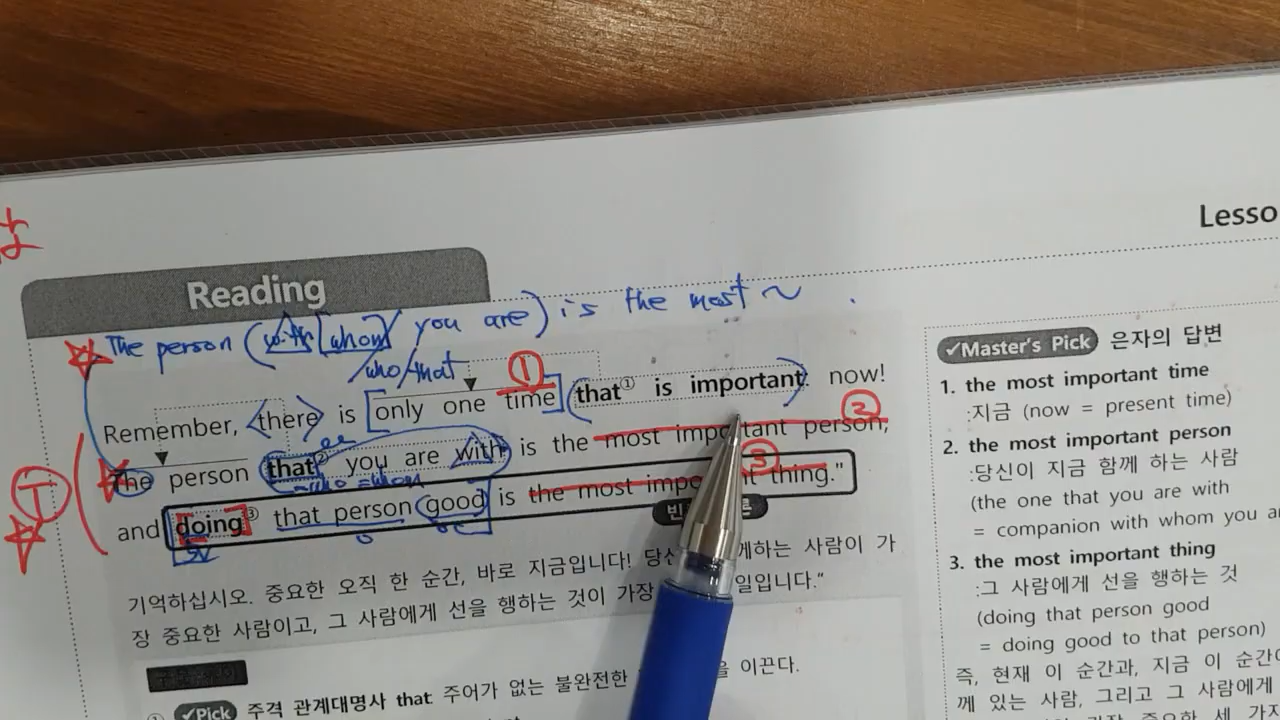 Lesso
Reading
The person (with [whom] you are) is the most ~ .
/who/that
①
Remember, <there> is [only one time] (that① is important). now!
②
The person that② you are with is the most important person,
③
and doing③ that person good is the most impo t thing."
기억하십시오. 중요한 오직 한 순간, 바로 지금입니다! 당신 게하는 사람이 가
장 중요한 사람이고, 그 사람에게 선을 행하는 것이 가장 일입니다."
✓Pick 주격 관계대명사 that 주어가 없는 불완전한 을 이끈다.
✓Master's Pick 은자의 답변
1. the most important time
:지금 (now = present time)
2. the most important person
:당신이 지금 함께 하는 사람
(the one that you are with
= companion with whom you ar
3. the most important thing
:그 사람에게 선을 행하는 것
(doing that person good
= doing good to that person)
즉, 현재 이 순간과, 지금 이 순간
께 있는 사람, 그리고 그 사람에게